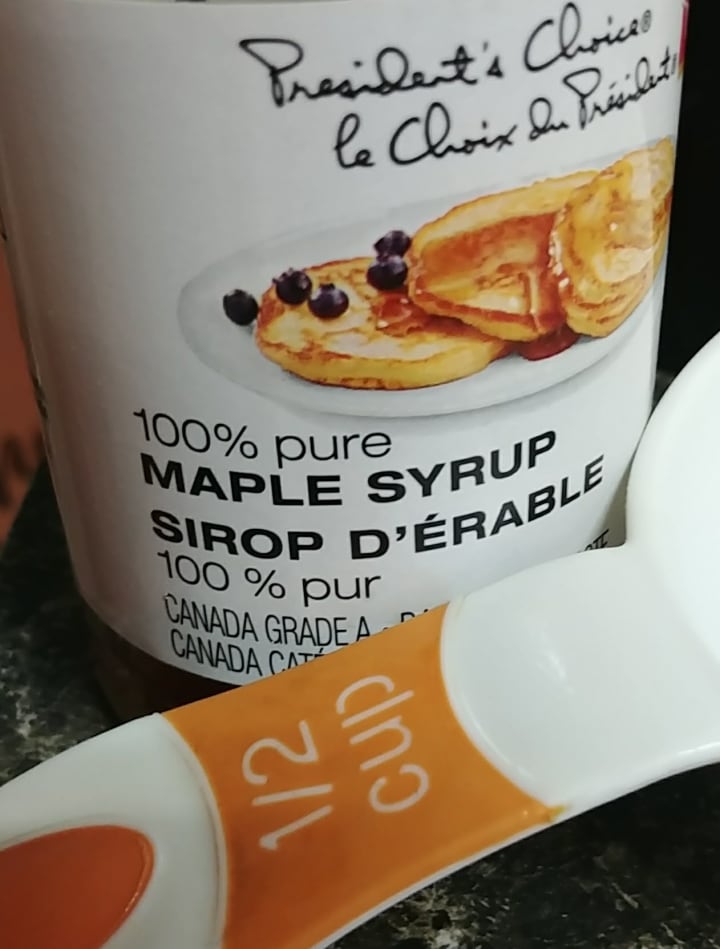 President's Choice®
le Choix du Président
100% pure
MAPLE SYRUP
SIROP D'ÉRABLE
100 % pur
CANADA GRADE A
CANADA
1/2
cup